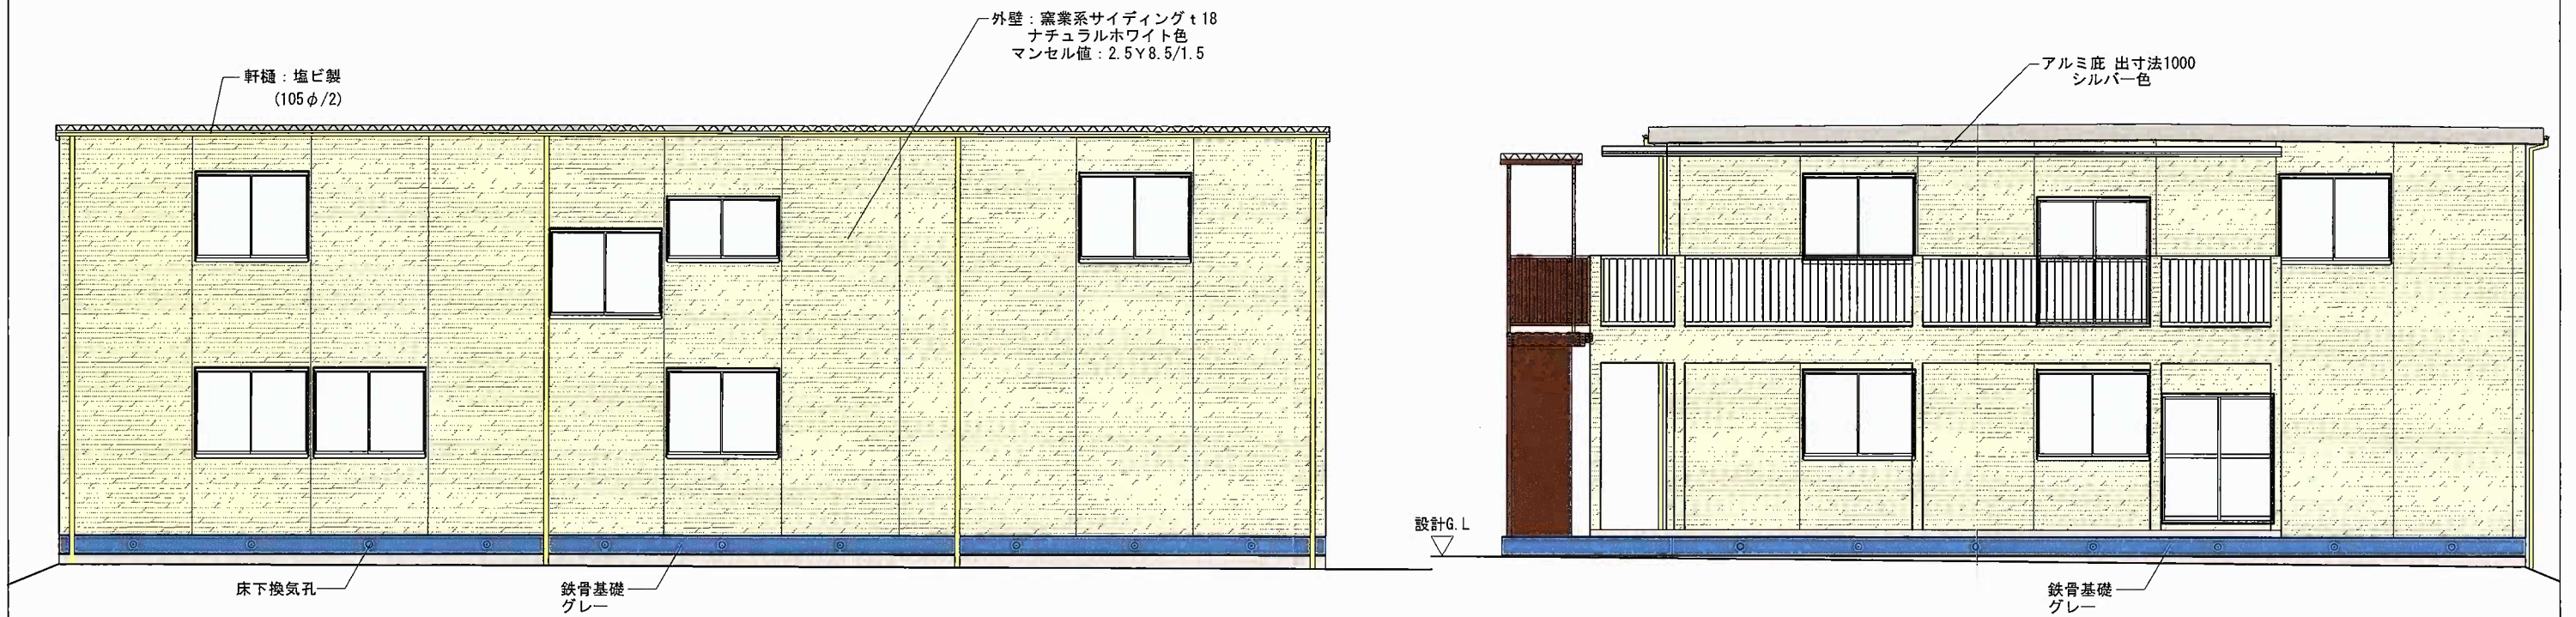 外壁：窯業系サイディングｔ18
ナチュラルホワイト色
マンセル値：2.5Y8.5/1.5
軒樋：塩ビ製
(105φ/2)
アルミ庇 出寸法1000
シルバー色
設計G.L
床下換気孔
鉄骨基礎
グレー
鉄骨基礎
グレー